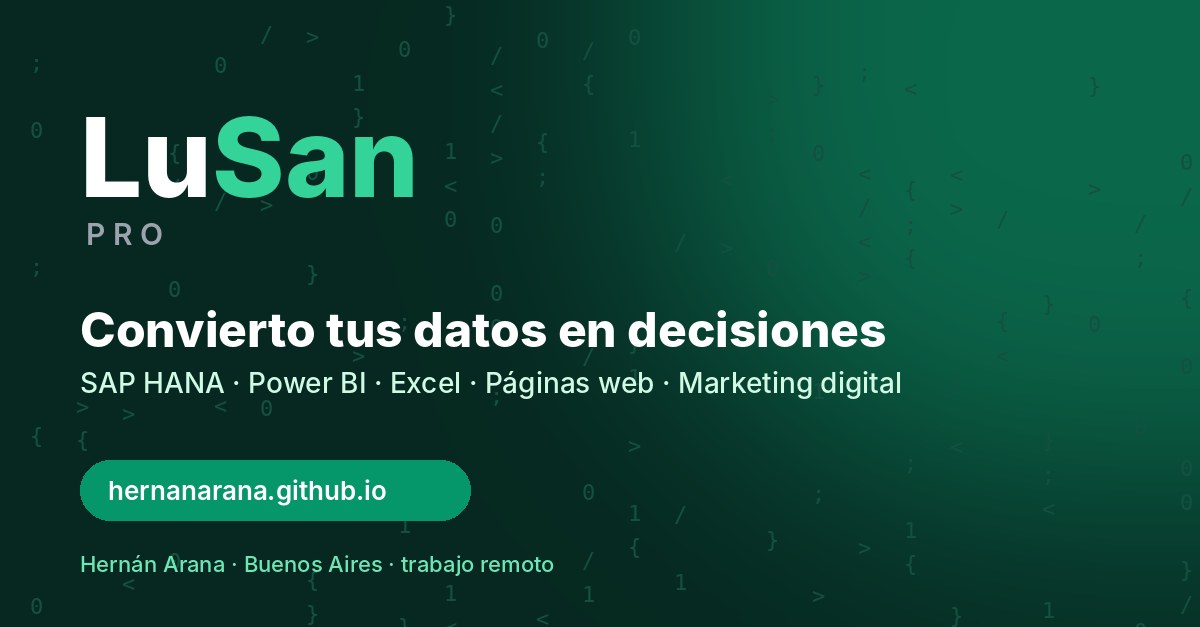 LuSan
PRO
Convierto tus datos en decisiones
SAP HANA · Power BI · Excel · Páginas web · Marketing digital
hernanarana.github.io
Hernán Arana · Buenos Aires · trabajo remoto